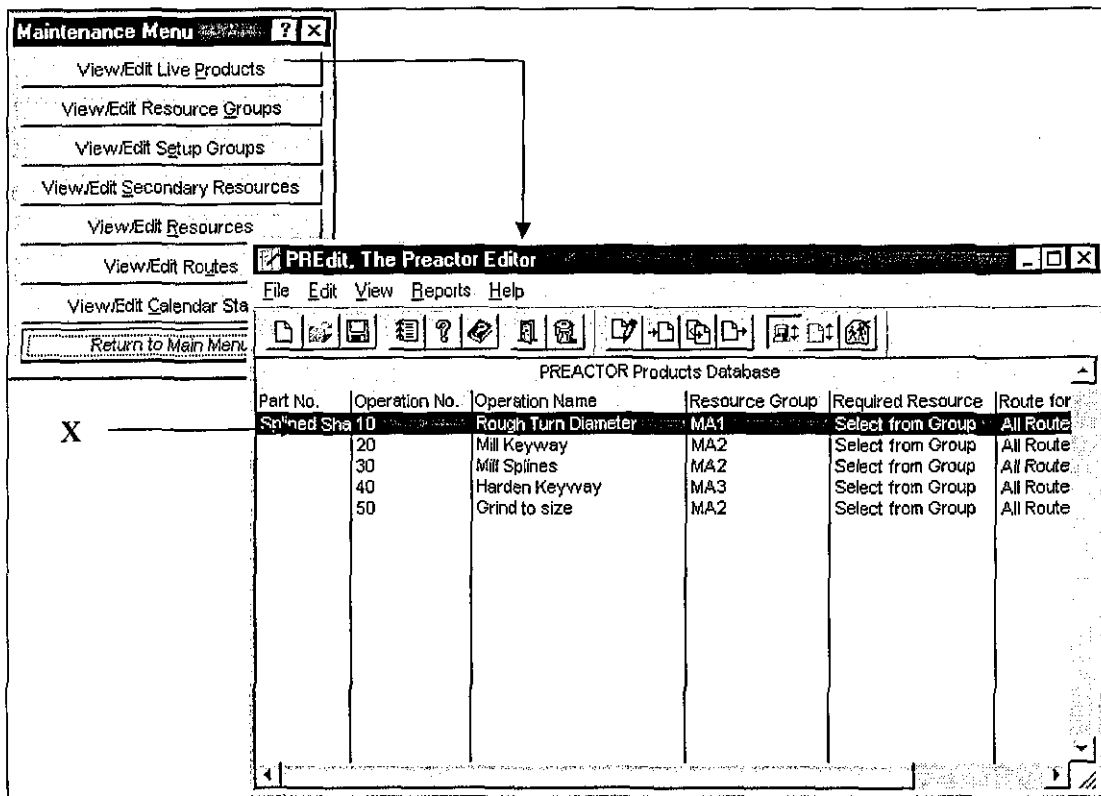 Maintenance Menu
View/Edit Live Products
View/Edit Resource Groups
View/Edit Setup Groups
View/Edit Secondary Resources
View/Edit Resources
View/Edit Routes
View/Edit Calendar Sta
Return to Main Menu
X
PREdit, The Preactor Editor
File Edit View Reports Help
PREACTOR Products Database
Part No. Operation No. Operation Name Resource Group Required Resource Route for
Splined Sha 10 Rough Turn Diameter MA1 Select from Group All Route
20 Mill Keyway MA2 Select from Group All Route
30 Mill Splines MA2 Select from Group All Route
40 Harden Keyway MA3 Select from Group All Route
50 Grind to size MA2 Select from Group All Route